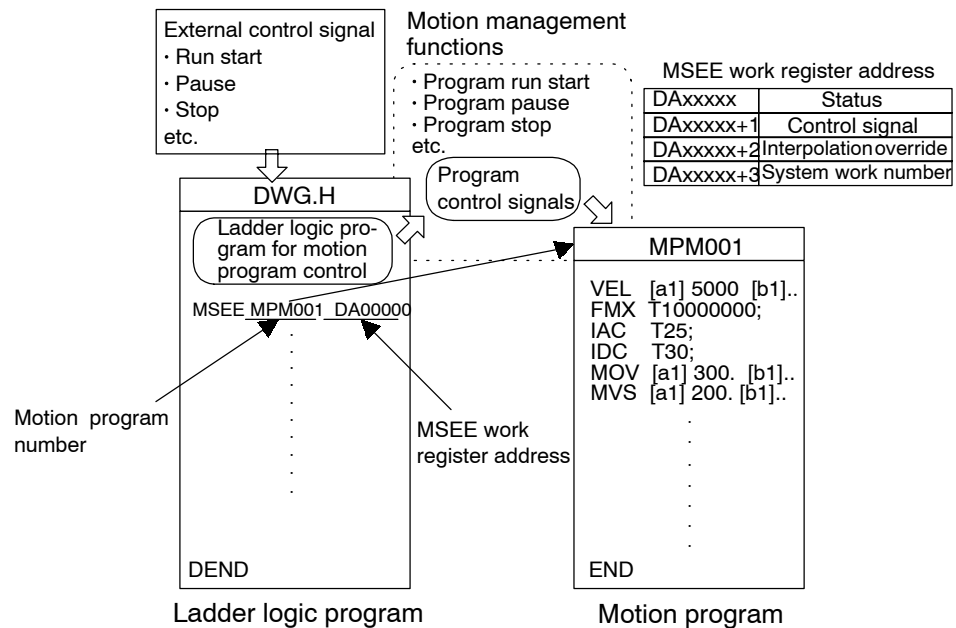 External control signal
· Run start
· Pause
· Stop
etc.
Motion management
functions
· Program run start
· Program pause
· Program stop
etc.
Program
control signals
MSEE work register address
DAxxxxx Status
DAxxxxx+1 Control signal
DAxxxxx+2 Interpolation override
DAxxxxx+3 System work number
DWG.H
Ladder logic pro-
gram for motion
program control
MSEE MPM001 DA00000
Motion program
number
MSEE work
register address
DEND
Ladder logic program
MPM001
VEL [a1] 5000 [b1]..
FMX T10000000;
IAC T25;
IDC T30;
MOV [a1] 300. [b1]..
MVS [a1] 200. [b1]..
END
Motion program